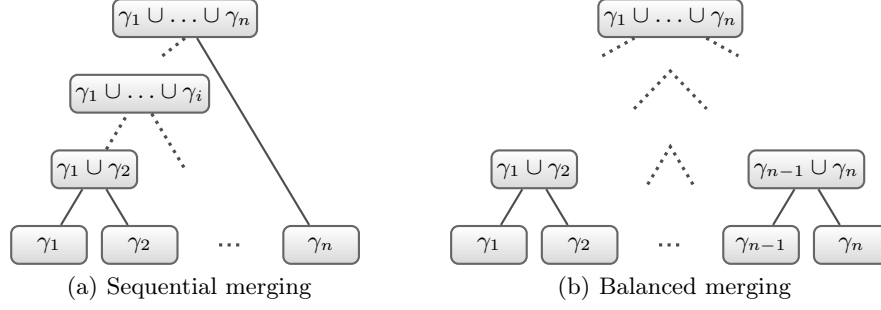 γ₁ ∪ … ∪ γₙ
γ₁ ∪ … ∪ γᵢ
γ₁ ∪ γ₂
γ₁ γ₂ ... γₙ
(a) Sequential merging
γ₁ ∪ … ∪ γₙ
γ₁ ∪ γ₂ γₙ₋₁ ∪ γₙ
γ₁ γ₂ ... γₙ₋₁ γₙ
(b) Balanced merging